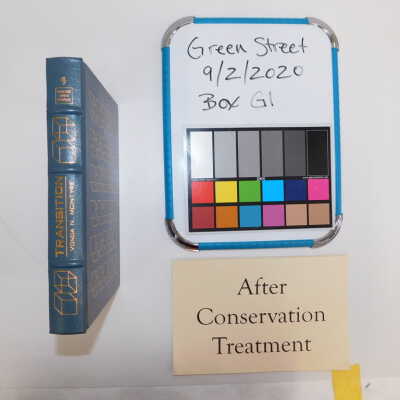 TRANSITION
VONDA N. MCINTYRE
Green Street
9/2/2020
Box G1
After
Conservation
Treatment